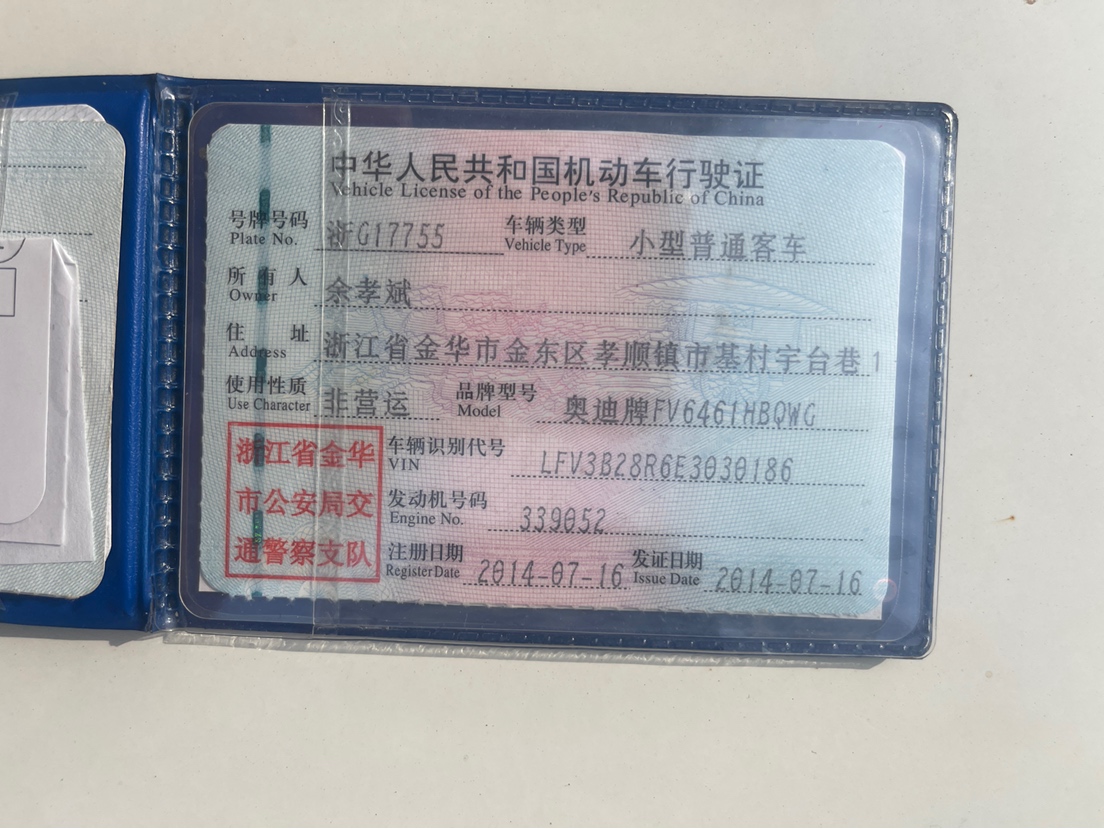 中华人民共和国机动车行驶证
Vehicle License of the People's Republic of China
号牌号码 浙G17755 车辆类型 小型普通客车
Plate No. Vehicle Type
所有人 余孝斌
Owner
住址 浙江省金华市金东区孝顺镇市基村宇台巷1
Address
使用性质 非营运 品牌型号 奥迪牌FV6461HBQWG
Use Character Model
浙江省金华 车辆识别代号 LFV3B28R6E3030186
VIN
市公安局交 发动机号码 339052
Engine No.
通警察支队 注册日期 2014-07-16 发证日期 2014-07-16
Register Date Issue Date